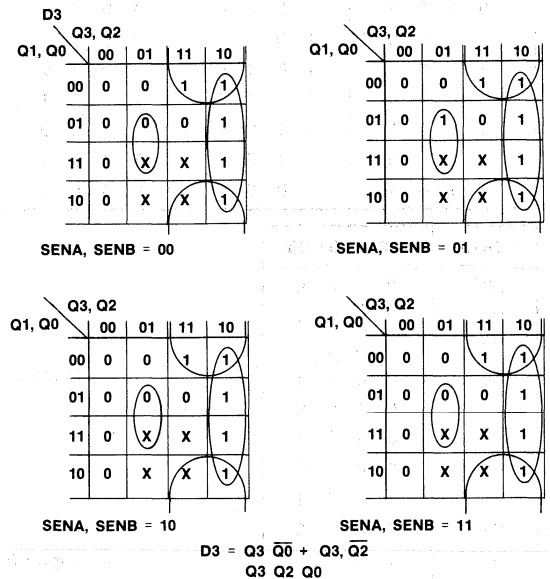 D3
Q3, Q2
Q1, Q0 00 01 11 10
00 0 0 1 1
01 0 0 0 1
11 0 X X 1
10 0 X X 1
SENA, SENB = 00
Q3, Q2
Q1, Q0 00 01 11 10
00 0 0 1 1
01 0 1 0 1
11 0 X X 1
10 0 X X 1
SENA, SENB = 01
Q3, Q2
Q1, Q0 00 01 11 10
00 0 0 1 1
01 0 0 0 1
11 0 X X 1
10 0 X X 1
SENA, SENB = 10
Q3, Q2
Q1, Q0 00 01 11 10
00 0 0 1 1
01 0 0 0 1
11 0 X X 1
10 0 X X 1
SENA, SENB = 11
D3 = Q3 Q̅0̅ + Q3, Q̅2̅
Q3 Q2 Q0